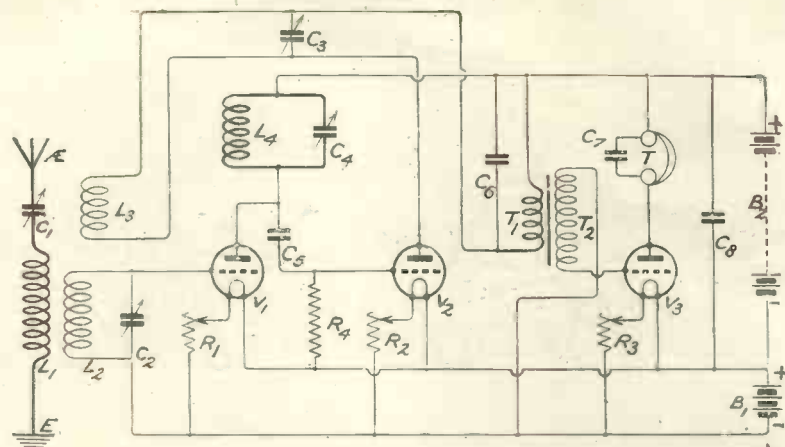 C3
L4
C4
Æ
C1
L3
C6
C7
T
B2
+
T1
T2
C8
C5
V1
V2
V3
R4
R1
R2
R3
L1
L2
C2
-
+
B1
-
E